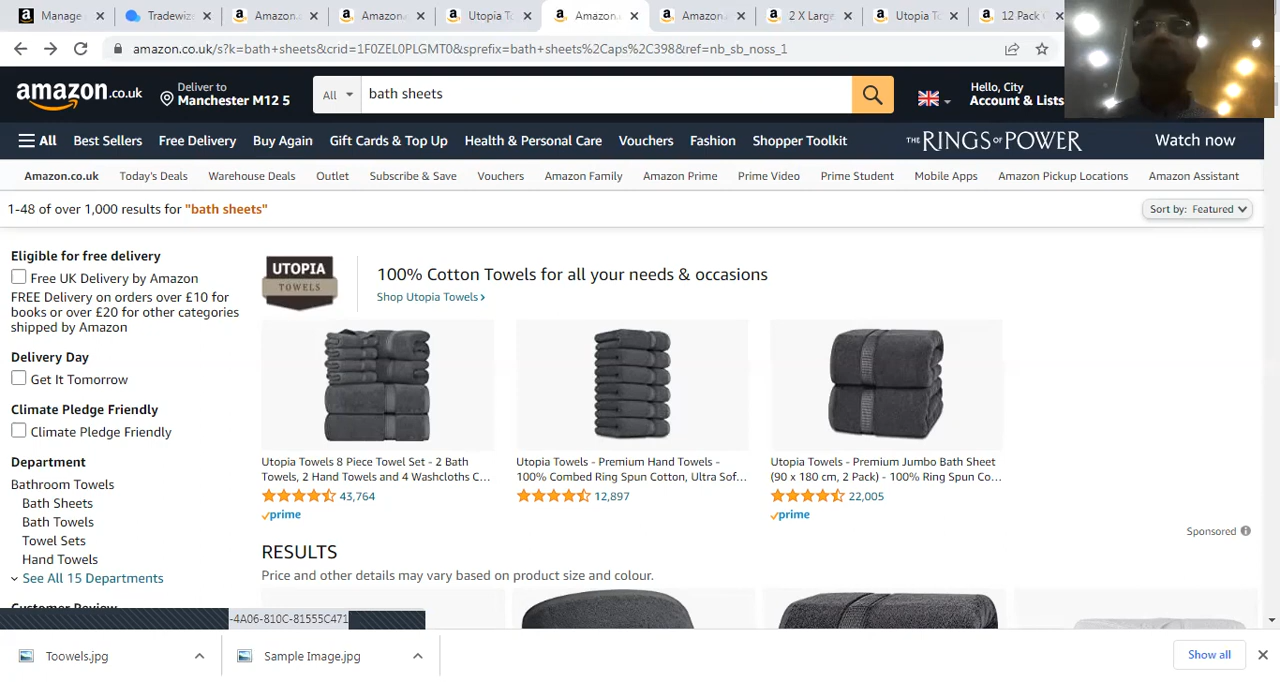 Manage
Tradewiz
Amazon.
Amazon.
Utopia To
Amazon.
Amazon.
2 X Large
Utopia To
12 Pack
amazon.co.uk/s?k=bath+sheets&crid=1F0ZEL0PLGMT0&sprefix=bath+sheets%2Caps%2C398&ref=nb_sb_noss_1
amazon.co.uk
Deliver to
Manchester M12 5
All
bath sheets
Hello, City
Account & Lists
All
Best Sellers
Free Delivery
Buy Again
Gift Cards & Top Up
Health & Personal Care
Vouchers
Fashion
Shopper Toolkit
THE RINGS OF POWER
Watch now
Amazon.co.uk
Today's Deals
Warehouse Deals
Outlet
Subscribe & Save
Vouchers
Amazon Family
Amazon Prime
Prime Video
Prime Student
Mobile Apps
Amazon Pickup Locations
Amazon Assistant
1-48 of over 1,000 results for "bath sheets"
Sort by: Featured
Eligible for free delivery
Free UK Delivery by Amazon
FREE Delivery on orders over £10 for
books or over £20 for other categories
shipped by Amazon
Delivery Day
Get It Tomorrow
Climate Pledge Friendly
Climate Pledge Friendly
Department
Bathroom Towels
Bath Sheets
Bath Towels
Towel Sets
Hand Towels
See All 15 Departments
Customer Review
UTOPIA
TOWELS
100% Cotton Towels for all your needs & occasions
Shop Utopia Towels
Utopia Towels 8 Piece Towel Set - 2 Bath
Towels, 2 Hand Towels and 4 Washcloths C...
43,764
prime
Utopia Towels - Premium Hand Towels -
100% Combed Ring Spun Cotton, Ultra Sof...
12,897
Utopia Towels - Premium Jumbo Bath Sheet
(90 x 180 cm, 2 Pack) - 100% Ring Spun Co...
22,005
prime
Sponsored
RESULTS
Price and other details may vary based on product size and colour.
-4A06-810C-81555C471
Toowels.jpg
Sample Image.jpg
Show all